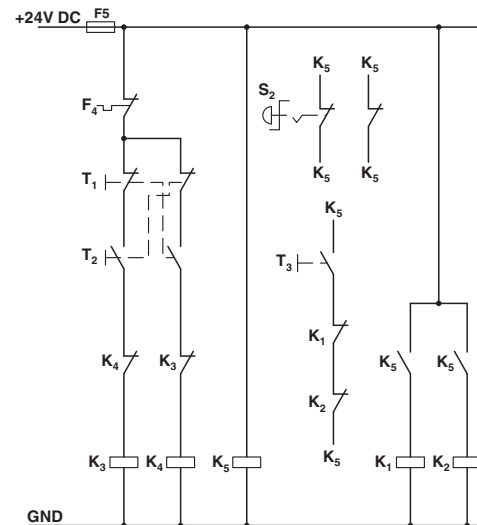 +24V DC F5
K₅ K₅
S₂
F₄
K₅ K₅
T₁
K₅
T₂ T₃
K₁
K₄ K₃ K₅ K₅
K₂
K₃ K₄ K₅ K₅ K₁ K₂
GND